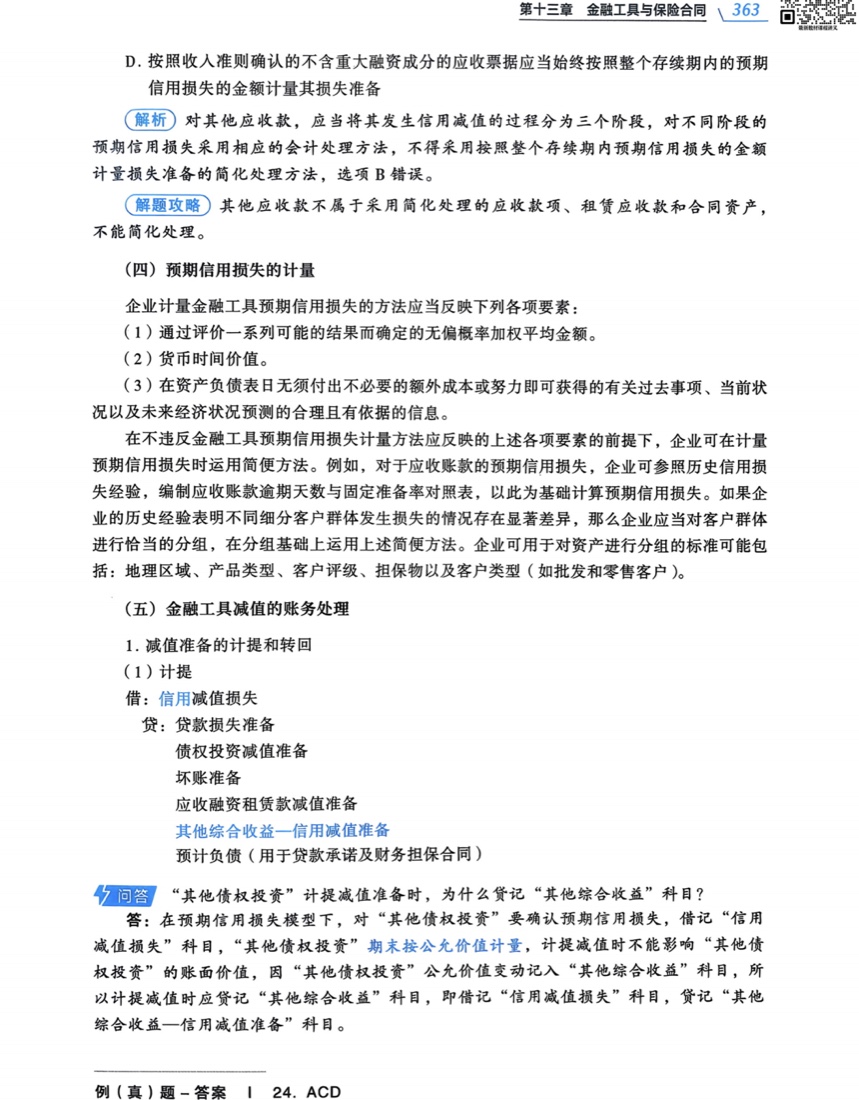 第十三章 金融工具与保险合同 363
D. 按照收入准则确认的不含重大融资成分的应收票据应当始终按照整个存续期内的预期
信用损失的金额计量其损失准备
解析 对其他应收款，应当将其发生信用减值的过程分为三个阶段，对不同阶段的
预期信用损失采用相应的会计处理方法，不得采用按照整个存续期内预期信用损失的金额
计量损失准备的简化处理方法，选项 B 错误。
解题攻略 其他应收款不属于采用简化处理的应收款项、租赁应收款和合同资产，
不能简化处理。
（四）预期信用损失的计量
企业计量金融工具预期信用损失的方法应当反映下列各项要素：
（1）通过评价一系列可能的结果而确定的无偏概率加权平均金额。
（2）货币时间价值。
（3）在资产负债表日无须付出不必要的额外成本或努力即可获得的有关过去事项、当前状
况以及未来经济状况预测的合理且有依据的信息。
在不违反金融工具预期信用损失计量方法应反映的上述各项要素的前提下，企业可在计量
预期信用损失时运用简便方法。例如，对于应收账款的预期信用损失，企业可参照历史信用损
失经验，编制应收账款逾期天数与固定准备率对照表，以此为基础计算预期信用损失。如果企
业的历史经验表明不同细分客户群体发生损失的情况存在显著差异，那么企业应当对客户群体
进行恰当的分组，在分组基础上运用上述简便方法。企业可用于对资产进行分组的标准可能包
括：地理区域、产品类型、客户评级、担保物以及客户类型（如批发和零售客户）。
（五）金融工具减值的账务处理
1. 减值准备的计提和转回
（1）计提
借：信用减值损失
贷：贷款损失准备
债权投资减值准备
坏账准备
应收融资租赁款减值准备
其他综合收益—信用减值准备
预计负债（用于贷款承诺及财务担保合同）
问答 “其他债权投资”计提减值准备时，为什么贷记“其他综合收益”科目？
答：在预期信用损失模型下，对“其他债权投资”要确认预期信用损失，借记“信用
减值损失”科目，“其他债权投资”期末按公允价值计量，计提减值时不能影响“其他债
权投资”的账面价值，因“其他债权投资”公允价值变动记入“其他综合收益”科目，所
以计提减值时应贷记“其他综合收益”科目，即借记“信用减值损失”科目，贷记“其他
综合收益—信用减值准备”科目。
例（真）题－答案 | 24. ACD